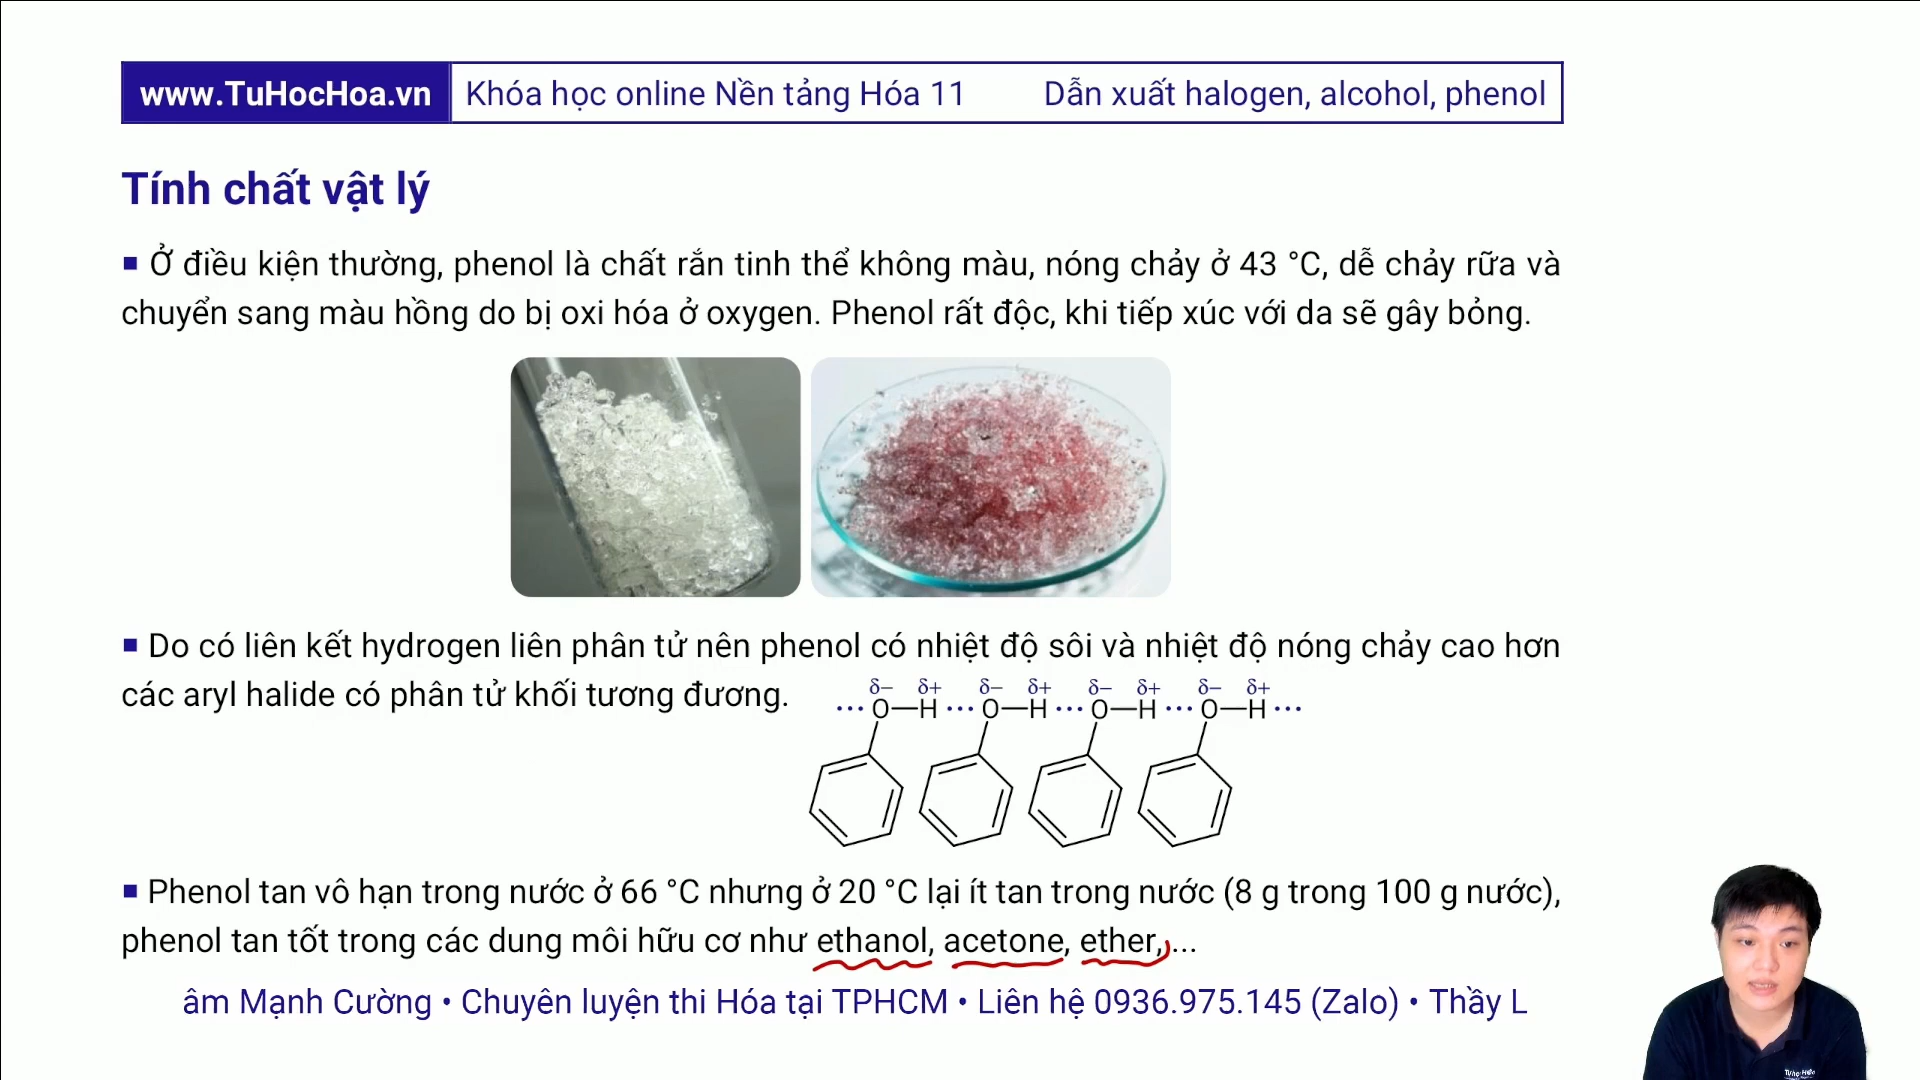 www.TuHocHoa.vn Khóa học online Nền tảng Hóa 11 Dẫn xuất halogen, alcohol, phenol
Tính chất vật lý
▪ Ở điều kiện thường, phenol là chất rắn tinh thể không màu, nóng chảy ở 43 °C, dễ chảy rữa và
chuyển sang màu hồng do bị oxi hóa ở oxygen. Phenol rất độc, khi tiếp xúc với da sẽ gây bỏng.
▪ Do có liên kết hydrogen liên phân tử nên phenol có nhiệt độ sôi và nhiệt độ nóng chảy cao hơn
các aryl halide có phân tử khối tương đương.
δ– δ+ δ– δ+ δ– δ+ δ– δ+
···O—H···O—H···O—H···O—H···
▪ Phenol tan vô hạn trong nước ở 66 °C nhưng ở 20 °C lại ít tan trong nước (8 g trong 100 g nước),
phenol tan tốt trong các dung môi hữu cơ như ethanol, acetone, ether, ...
âm Mạnh Cường • Chuyên luyện thi Hóa tại TPHCM • Liên hệ 0936.975.145 (Zalo) • Thầy L